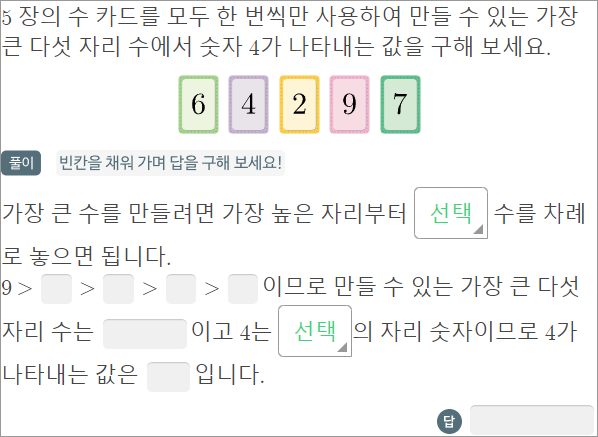 5 장의 수 카드를 모두 한 번씩만 사용하여 만들 수 있는 가장
큰 다섯 자리 수에서 숫자 4가 나타내는 값을 구해 보세요.
6 4 2 9 7
풀이 빈칸을 채워 가며 답을 구해 보세요!
가장 큰 수를 만들려면 가장 높은 자리부터 선택 수를 차례
로 놓으면 됩니다.
9 > > > > 이므로 만들 수 있는 가장 큰 다섯
자리 수는 이고 4는 선택 의 자리 숫자이므로 4가
나타내는 값은 입니다.
답